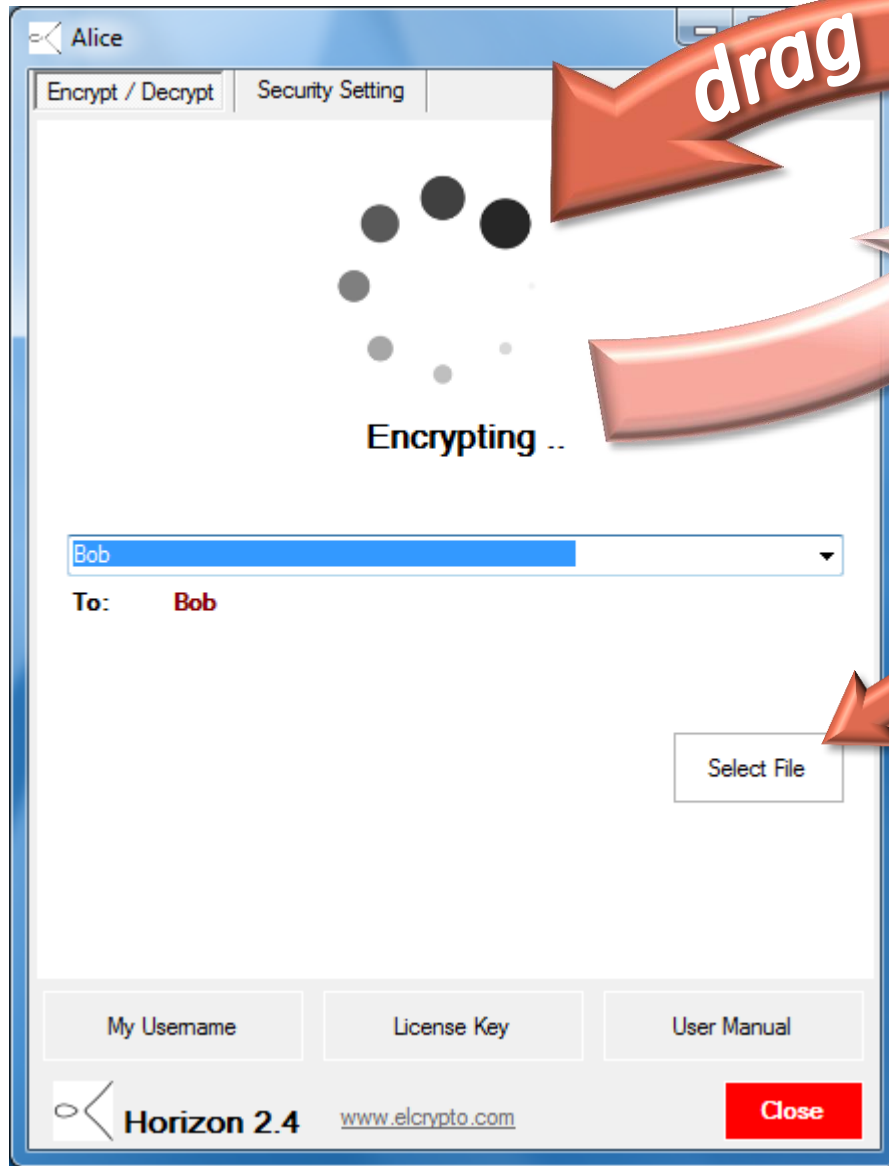 Alice
drag
Encrypt / Decrypt Security Setting
Encrypting ..
Bob
To: Bob
Select File
My Username License Key User Manual
Horizon 2.4 www.elcrypto.com Close